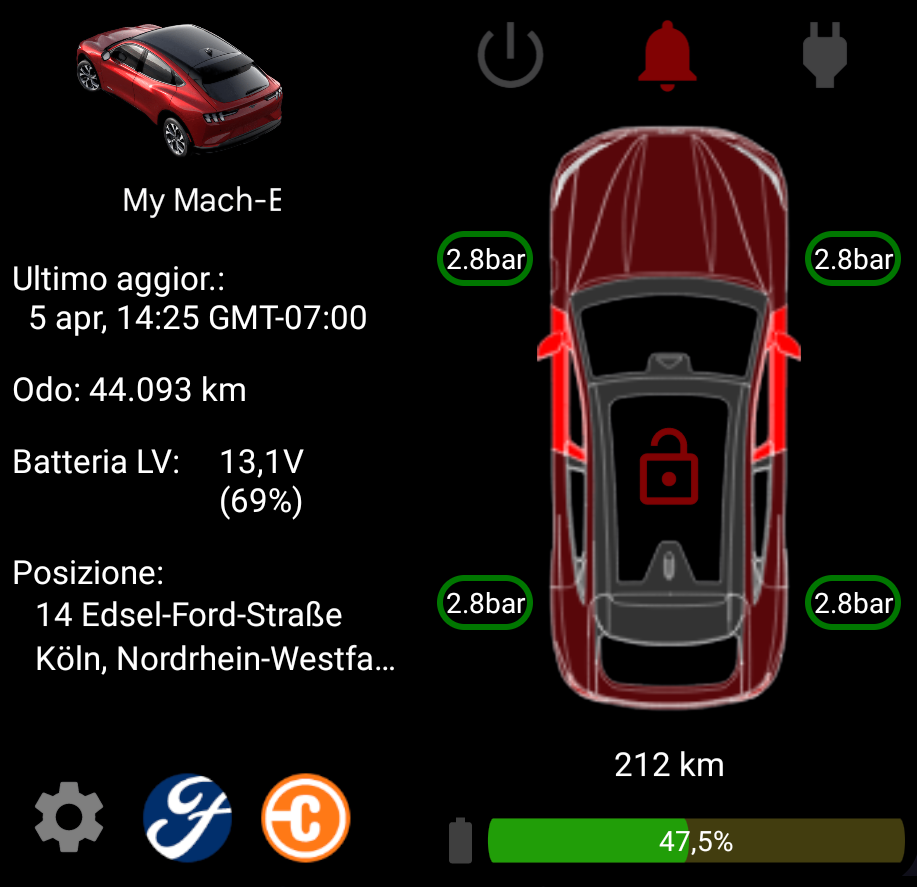 My Mach-E
Ultimo aggior.:
5 apr, 14:25 GMT-07:00
Odo: 44.093 km
Batteria LV: 13,1V
(69%)
Posizione:
14 Edsel-Ford-Straße
Köln, Nordrhein-Westfa...
2.8bar 2.8bar
2.8bar 2.8bar
212 km
47,5%